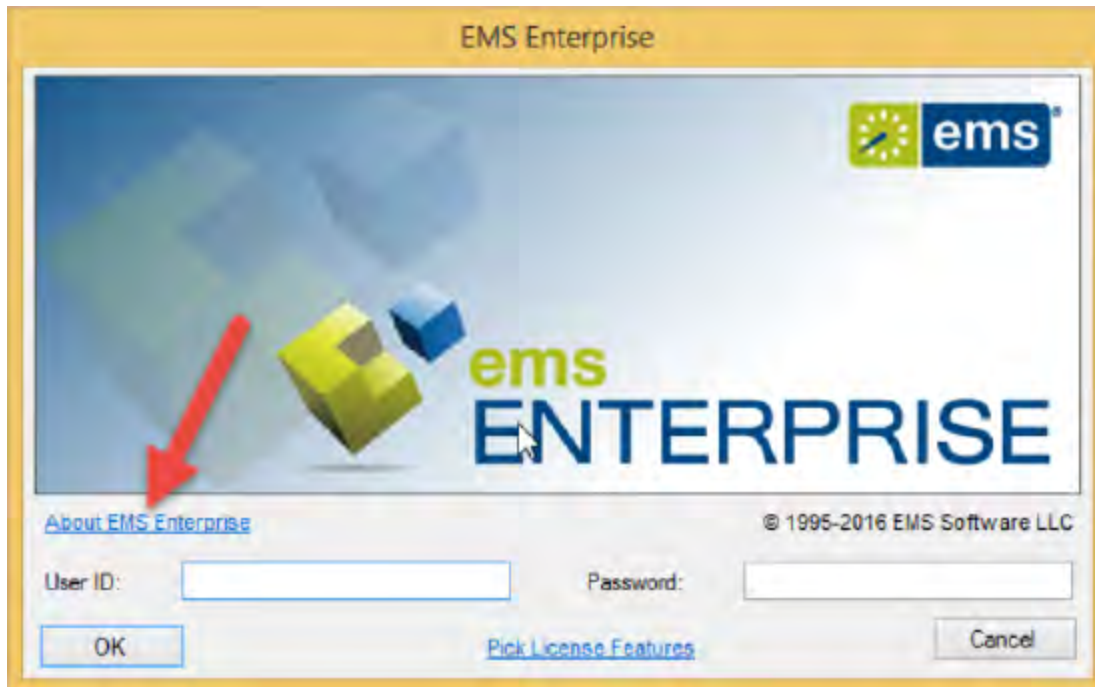 EMS Enterprise
ems®
ems
ENTERPRISE
About EMS Enterprise
© 1995-2016 EMS Software LLC
User ID:
Password:
OK
Pick License Features
Cancel